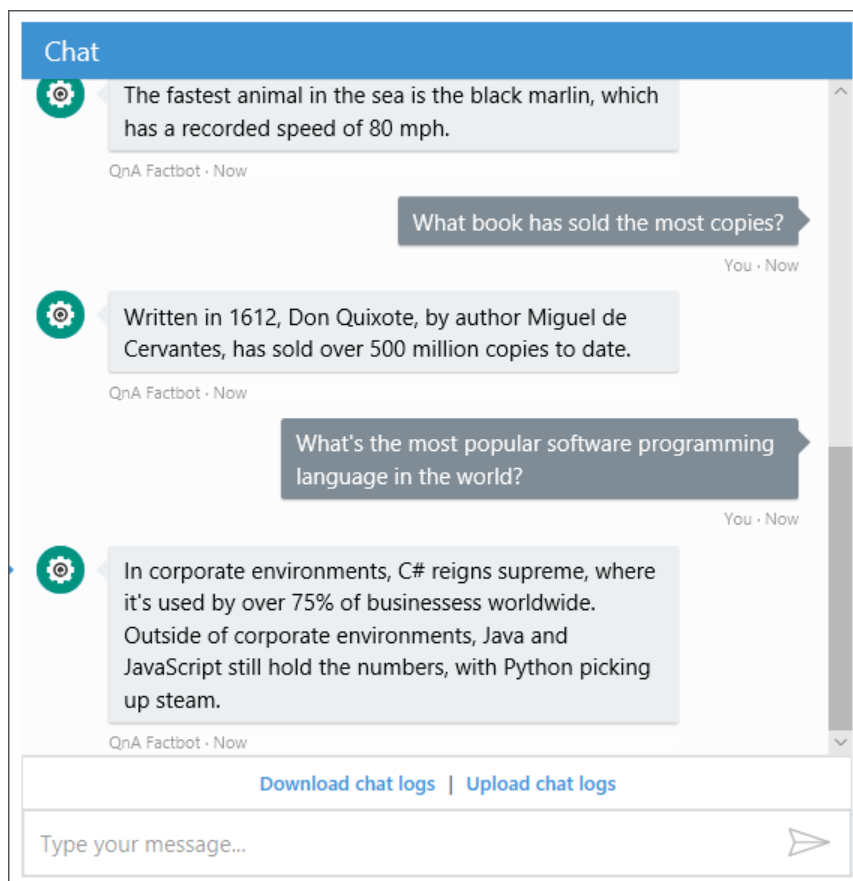 Chat
The fastest animal in the sea is the black marlin, which
has a recorded speed of 80 mph.
QnA Factbot · Now
What book has sold the most copies?
You · Now
Written in 1612, Don Quixote, by author Miguel de
Cervantes, has sold over 500 million copies to date.
QnA Factbot · Now
What's the most popular software programming
language in the world?
You · Now
In corporate environments, C# reigns supreme, where
it's used by over 75% of businessess worldwide.
Outside of corporate environments, Java and
JavaScript still hold the numbers, with Python picking
up steam.
QnA Factbot · Now
Download chat logs | Upload chat logs
Type your message...